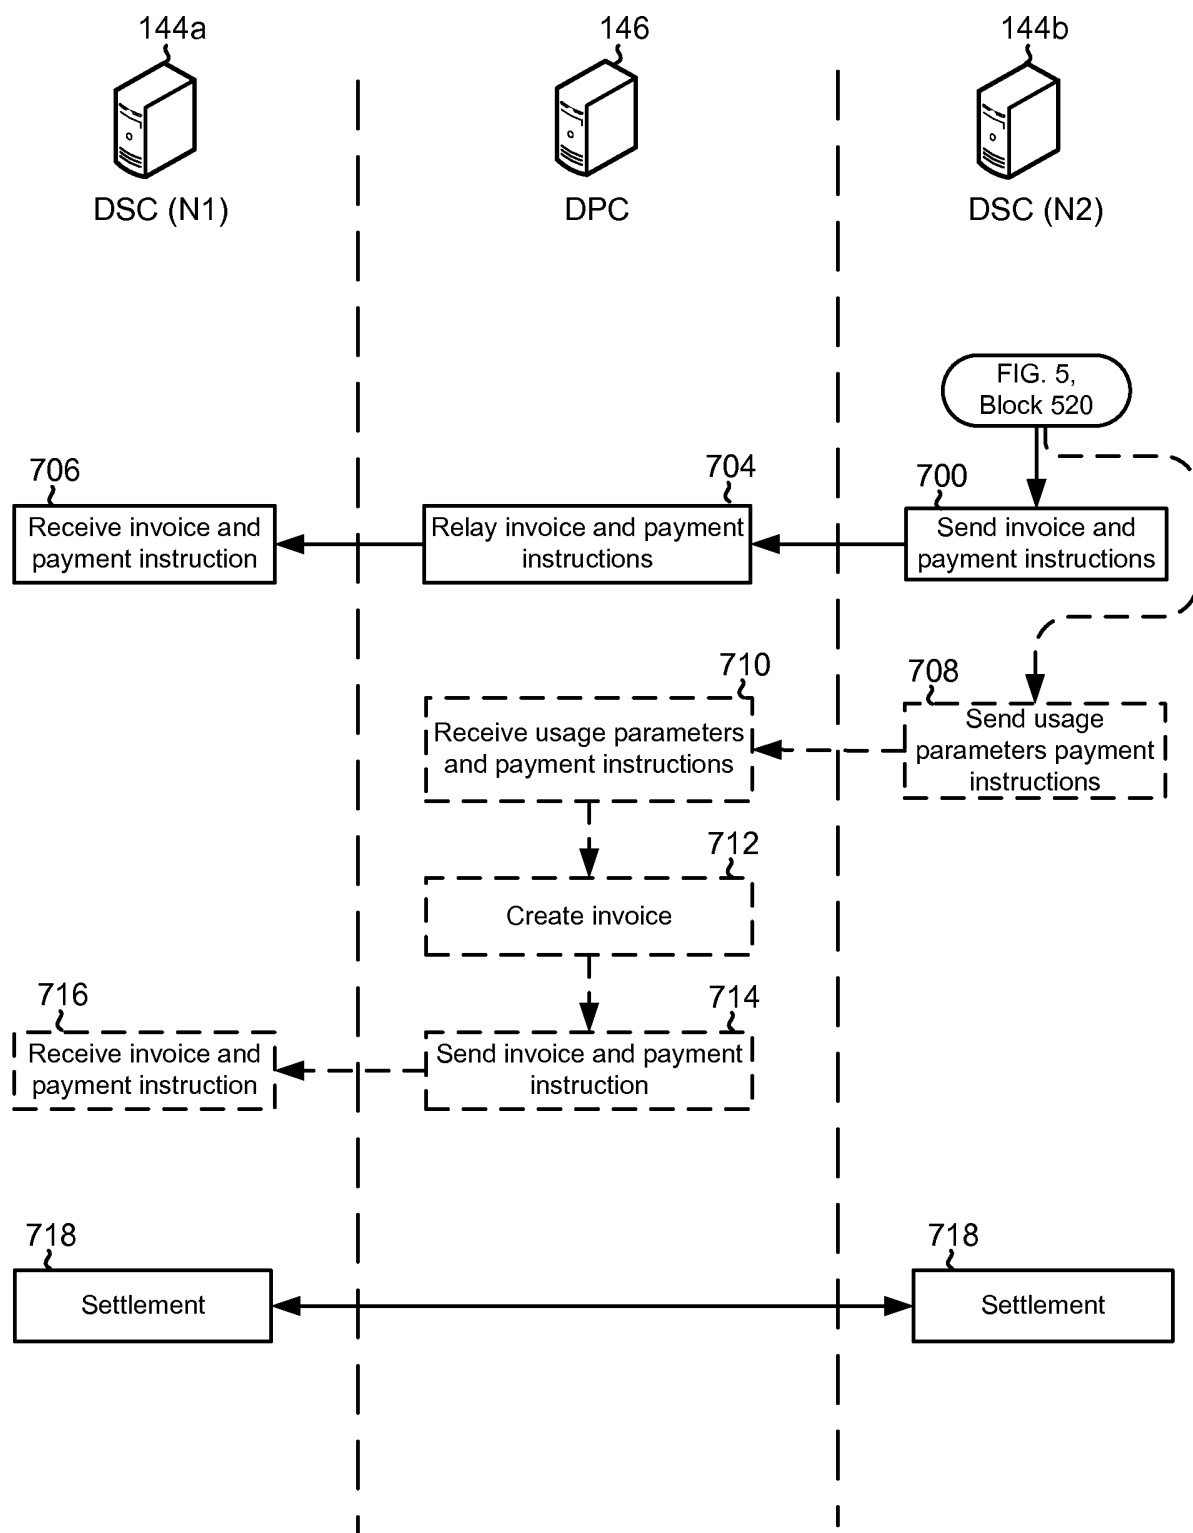 144a
146
144b
DSC (N1)
DPC
DSC (N2)
FIG. 5,
Block 520
706
Receive invoice and
payment instruction
704
Relay invoice and payment
instructions
700
Send invoice and
payment instructions
710
Receive usage parameters
and payment instructions
708
Send usage
parameters payment
instructions
712
Create invoice
716
Receive invoice and
payment instruction
714
Send invoice and payment
instruction
718
Settlement
718
Settlement